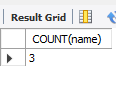 Result Grid
COUNT(name)
3